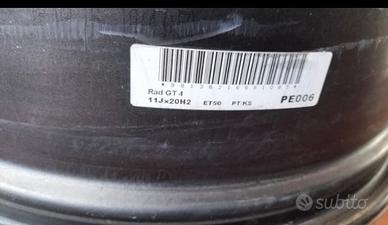 Rad GT 4
11Jx20H2 ET50 PT/KS PE006
subito